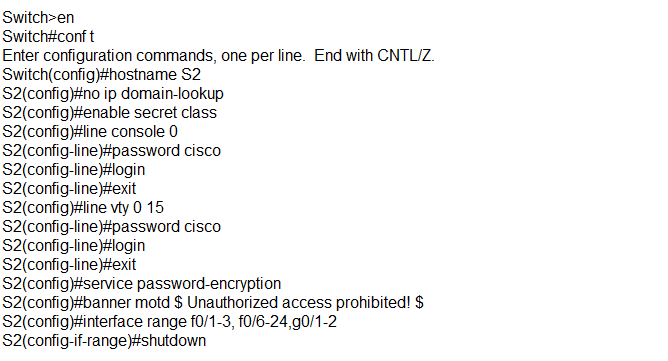 Switch>en
Switch#conf t
Enter configuration commands, one per line.  End with CNTL/Z.
Switch(config)#hostname S2
S2(config)#no ip domain-lookup
S2(config)#enable secret class
S2(config)#line console 0
S2(config-line)#password cisco
S2(config-line)#login
S2(config-line)#exit
S2(config)#line vty 0 15
S2(config-line)#password cisco
S2(config-line)#login
S2(config-line)#exit
S2(config)#service password-encryption
S2(config)#banner motd $ Unauthorized access prohibited! $
S2(config)#interface range f0/1-3, f0/6-24,g0/1-2
S2(config-if-range)#shutdown